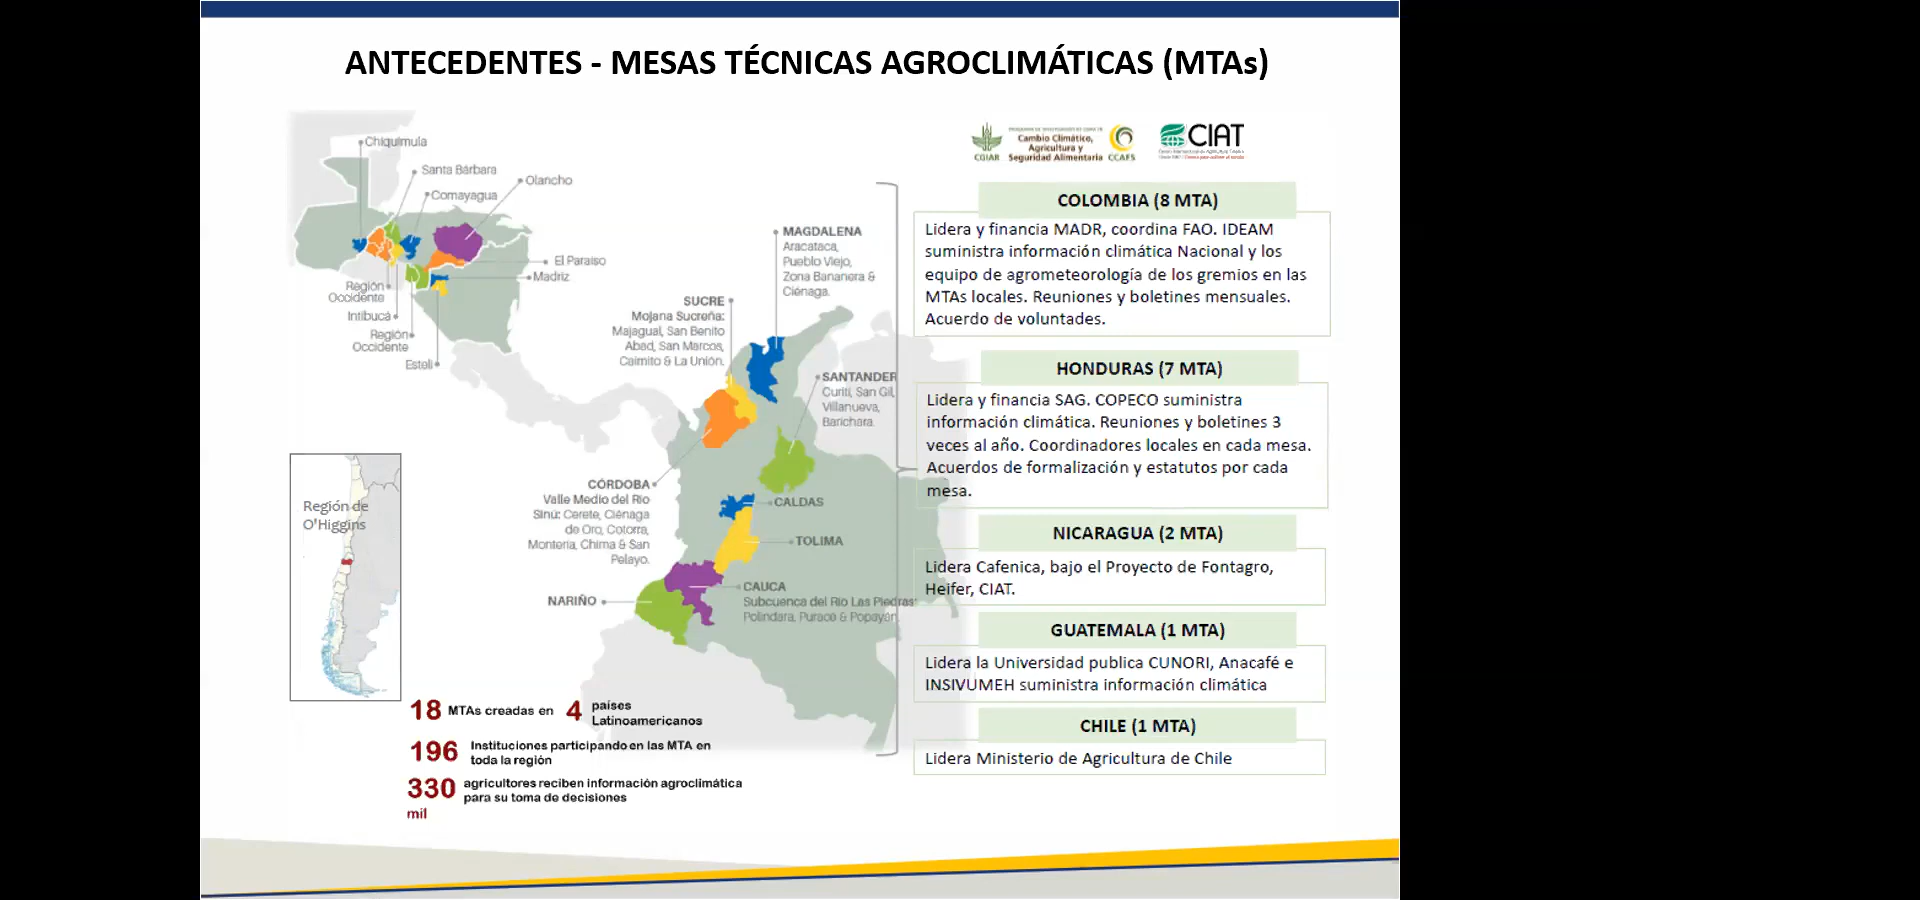 ANTECEDENTES - MESAS TÉCNICAS AGROCLIMÁTICAS (MTAs)
Chiquimula
Santa Bárbara
Olancho
Comayagua
El Paraíso
Madriz
Región
Occidente
Intibucá
Región
Occidente
Estelí
MAGDALENA
Aracataca,
Pueblo Viejo,
Zona Bananera &
Ciénaga.
SUCRE
Mojana Sucreña:
Majagual, San Benito
Abad, San Marcos,
Caimito & La Unión.
SANTANDER
Curití, San Gil,
Villanueva,
Barichara.
CÓRDOBA
Valle Medio del Río
Sinú: Cereté, Ciénaga
de Oro, Cotorra,
Montería, Chima & San
Pelayo.
CALDAS
TOLIMA
CAUCA
Subcuenca del Río Las Piedras:
Polindara, Puracé & Popayán.
NARIÑO
Región de
O'Higgins
18 MTAs creadas en 4 países
Latinoamericanos
196 Instituciones participando en las MTA en
toda la región
330 agricultores reciben información agroclimática
para su toma de decisiones
mil
CGIAR
Cambio Climático,
Agricultura y
Seguridad Alimentaria
CCAFS
CIAT
COLOMBIA (8 MTA)
Lidera y financia MADR, coordina FAO. IDEAM
suministra información climática Nacional y los
equipo de agrometeorología de los gremios en las
MTAs locales. Reuniones y boletines mensuales.
Acuerdo de voluntades.
HONDURAS (7 MTA)
Lidera y financia SAG. COPECO suministra
información climática. Reuniones y boletines 3
veces al año. Coordinadores locales en cada mesa.
Acuerdos de formalización y estatutos por cada
mesa.
NICARAGUA (2 MTA)
Lidera Cafenica, bajo el Proyecto de Fontagro,
Heifer, CIAT.
GUATEMALA (1 MTA)
Lidera la Universidad publica CUNORI, Anacafé e
INSIVUMEH suministra información climática
CHILE (1 MTA)
Lidera Ministerio de Agricultura de Chile